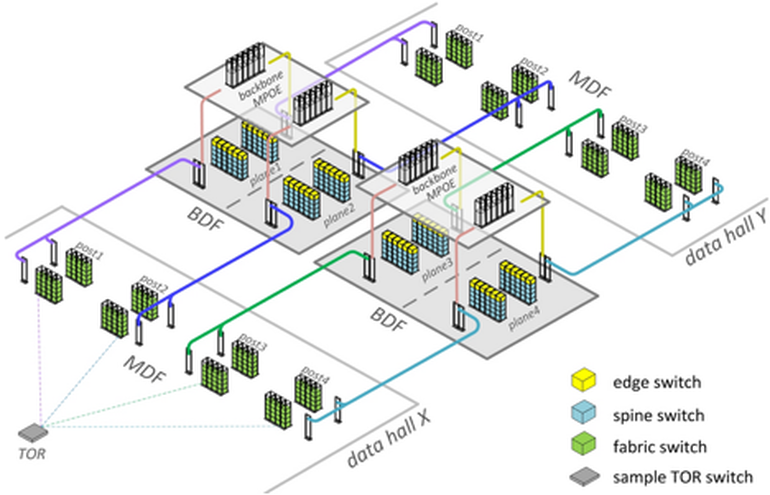 post1
post2
MDF
post3
post4
data hall Y
backbone
MPOE
plane1
plane2
BDF
backbone
MPOE
plane3
plane4
BDF
post1
post2
MDF
post3
post4
data hall X
TOR
edge switch
spine switch
fabric switch
sample TOR switch